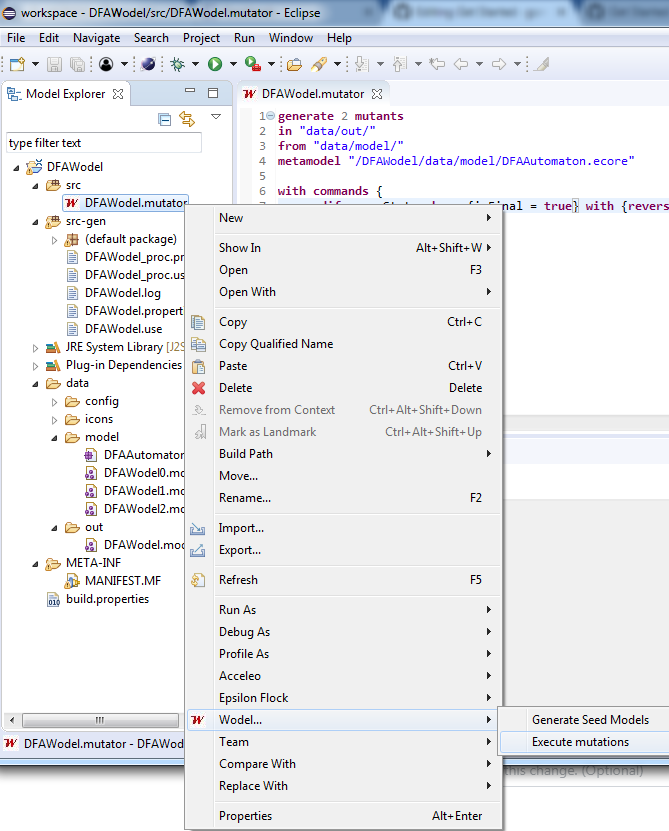 workspace - DFAWodel/src/DFAWodel.mutator - Eclipse
File Edit Navigate Search Project Run Window Help
Model Explorer
type filter text
DFAWodel
src
DFAWodel.mutator
src-gen
(default package)
DFAWodel_proc.pr
DFAWodel_proc.us
DFAWodel.log
DFAWodel.propert
DFAWodel.use
JRE System Library [J2S
Plug-in Dependencies
data
config
icons
model
DFAAutomator
DFAWodel0.mo
DFAWodel1.mo
DFAWodel2.mo
out
DFAWodel.moc
META-INF
MANIFEST.MF
build.properties
DFAWodel.mutator - DFAWod
DFAWodel.mutator
1 generate 2 mutants
2 in "data/out/"
3 from "data/model/"
4 metamodel "/DFAWodel/data/model/DFAAutomaton.ecore"
5
6 with commands {
= true} with {revers
New
Show In Alt+Shift+W
Open F3
Open With
Copy Ctrl+C
Copy Qualified Name
Paste Ctrl+V
Delete Delete
Remove from Context Ctrl+Alt+Shift+Down
Mark as Landmark Ctrl+Alt+Shift+Up
Build Path
Move...
Rename... F2
Import...
Export...
Refresh F5
Run As
Debug As
Profile As
Acceleo
Epsilon Flock
Wodel...
Team
Compare With
Replace With
Properties Alt+Enter
Generate Seed Models
Execute mutations
this change. (Optional)